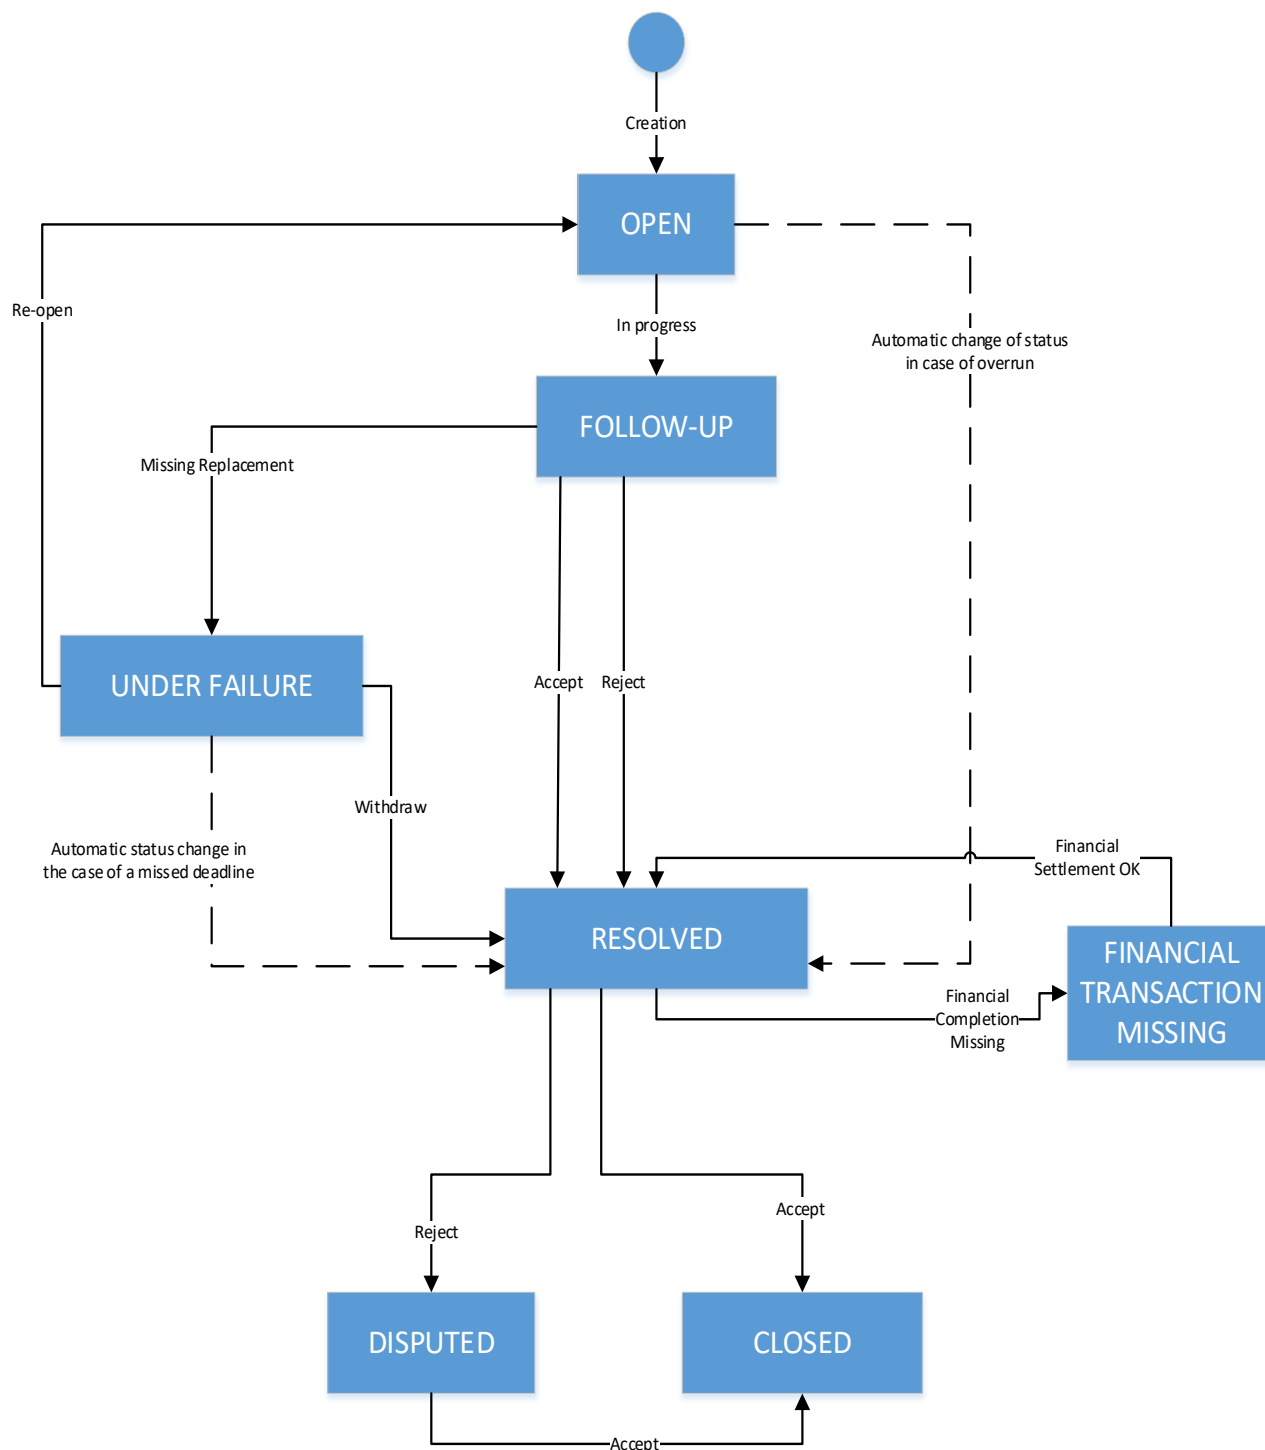 Creation
OPEN
Re-open
In progress
Automatic change of status
in case of overrun
FOLLOW-UP
Missing Replacement
UNDER FAILURE
Accept
Reject
Withdraw
Automatic status change in
the case of a missed deadline
Financial
Settlement OK
RESOLVED
FINANCIAL
TRANSACTION
MISSING
Financial
Completion
Missing
Reject
Accept
DISPUTED
CLOSED
Accept